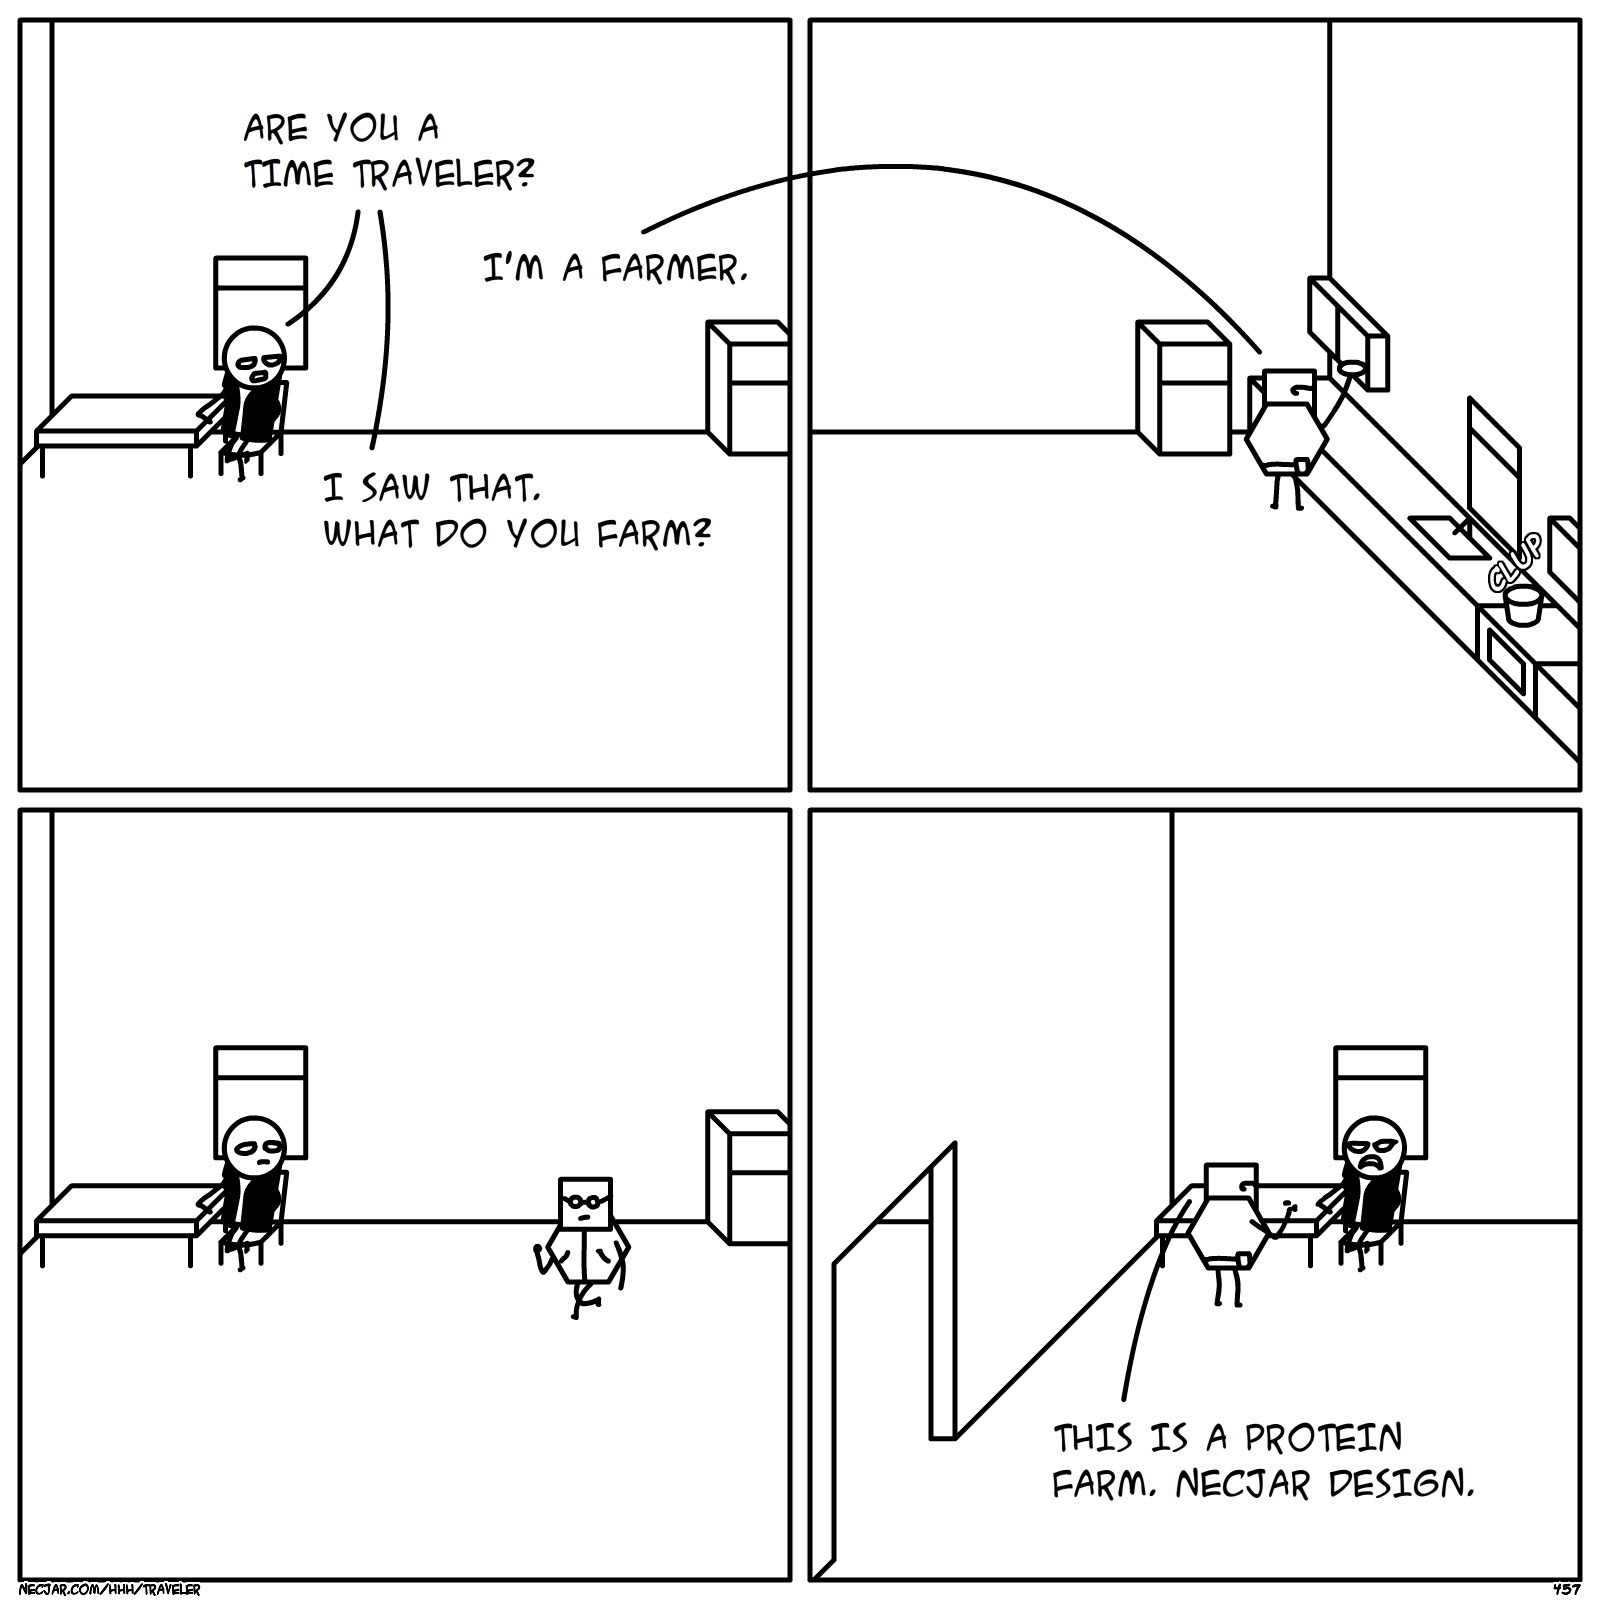 ARE YOU A
TIME TRAVELER?
I'M A FARMER.
I SAW THAT.
WHAT DO YOU FARM?
CLUP
THIS IS A PROTEIN
FARM. NECJAR DESIGN.
NECJAR.COM/HHH/TRAVELER
457